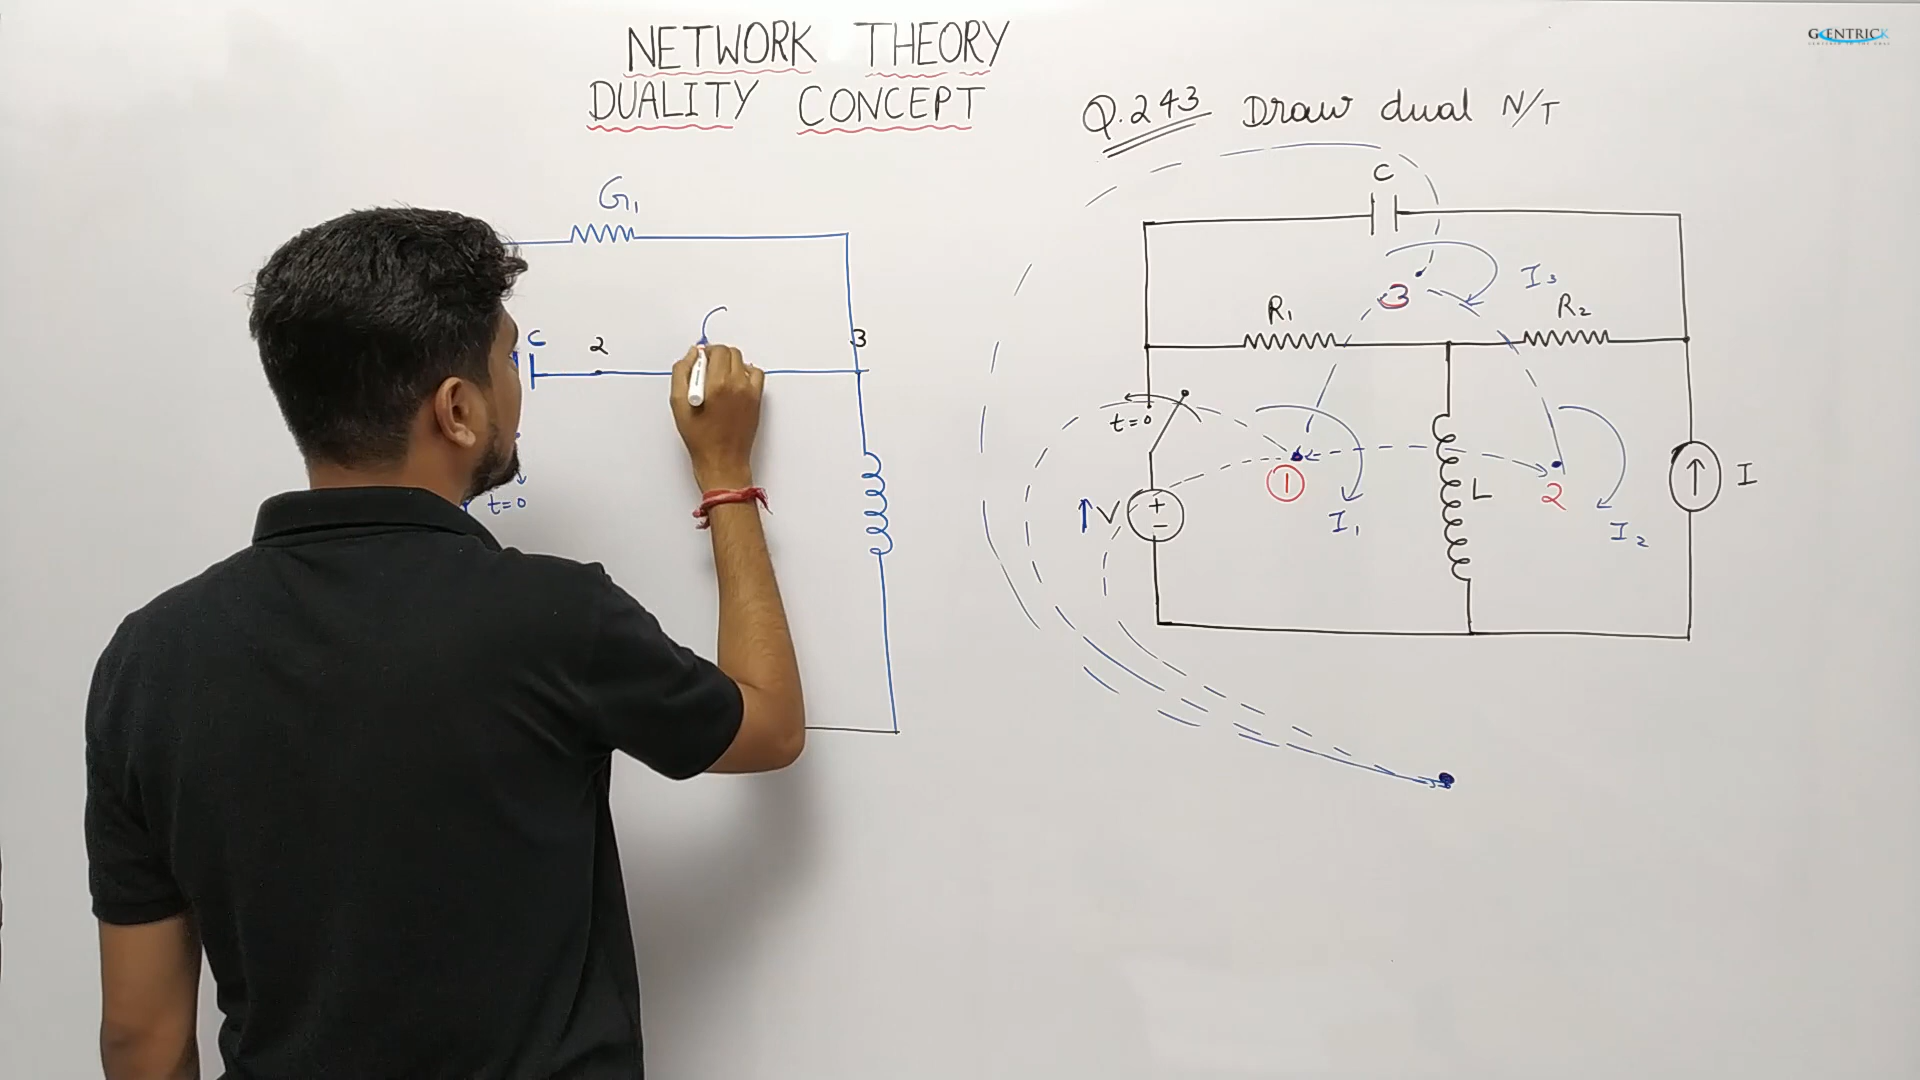 NETWORK THEORY
DUALITY CONCEPT
Q.243 Draw dual N/T
G1
C
2
3
t=0
C
3
I3
R1
R2
t=0
1
2
L
V
+
-
I1
I2
I